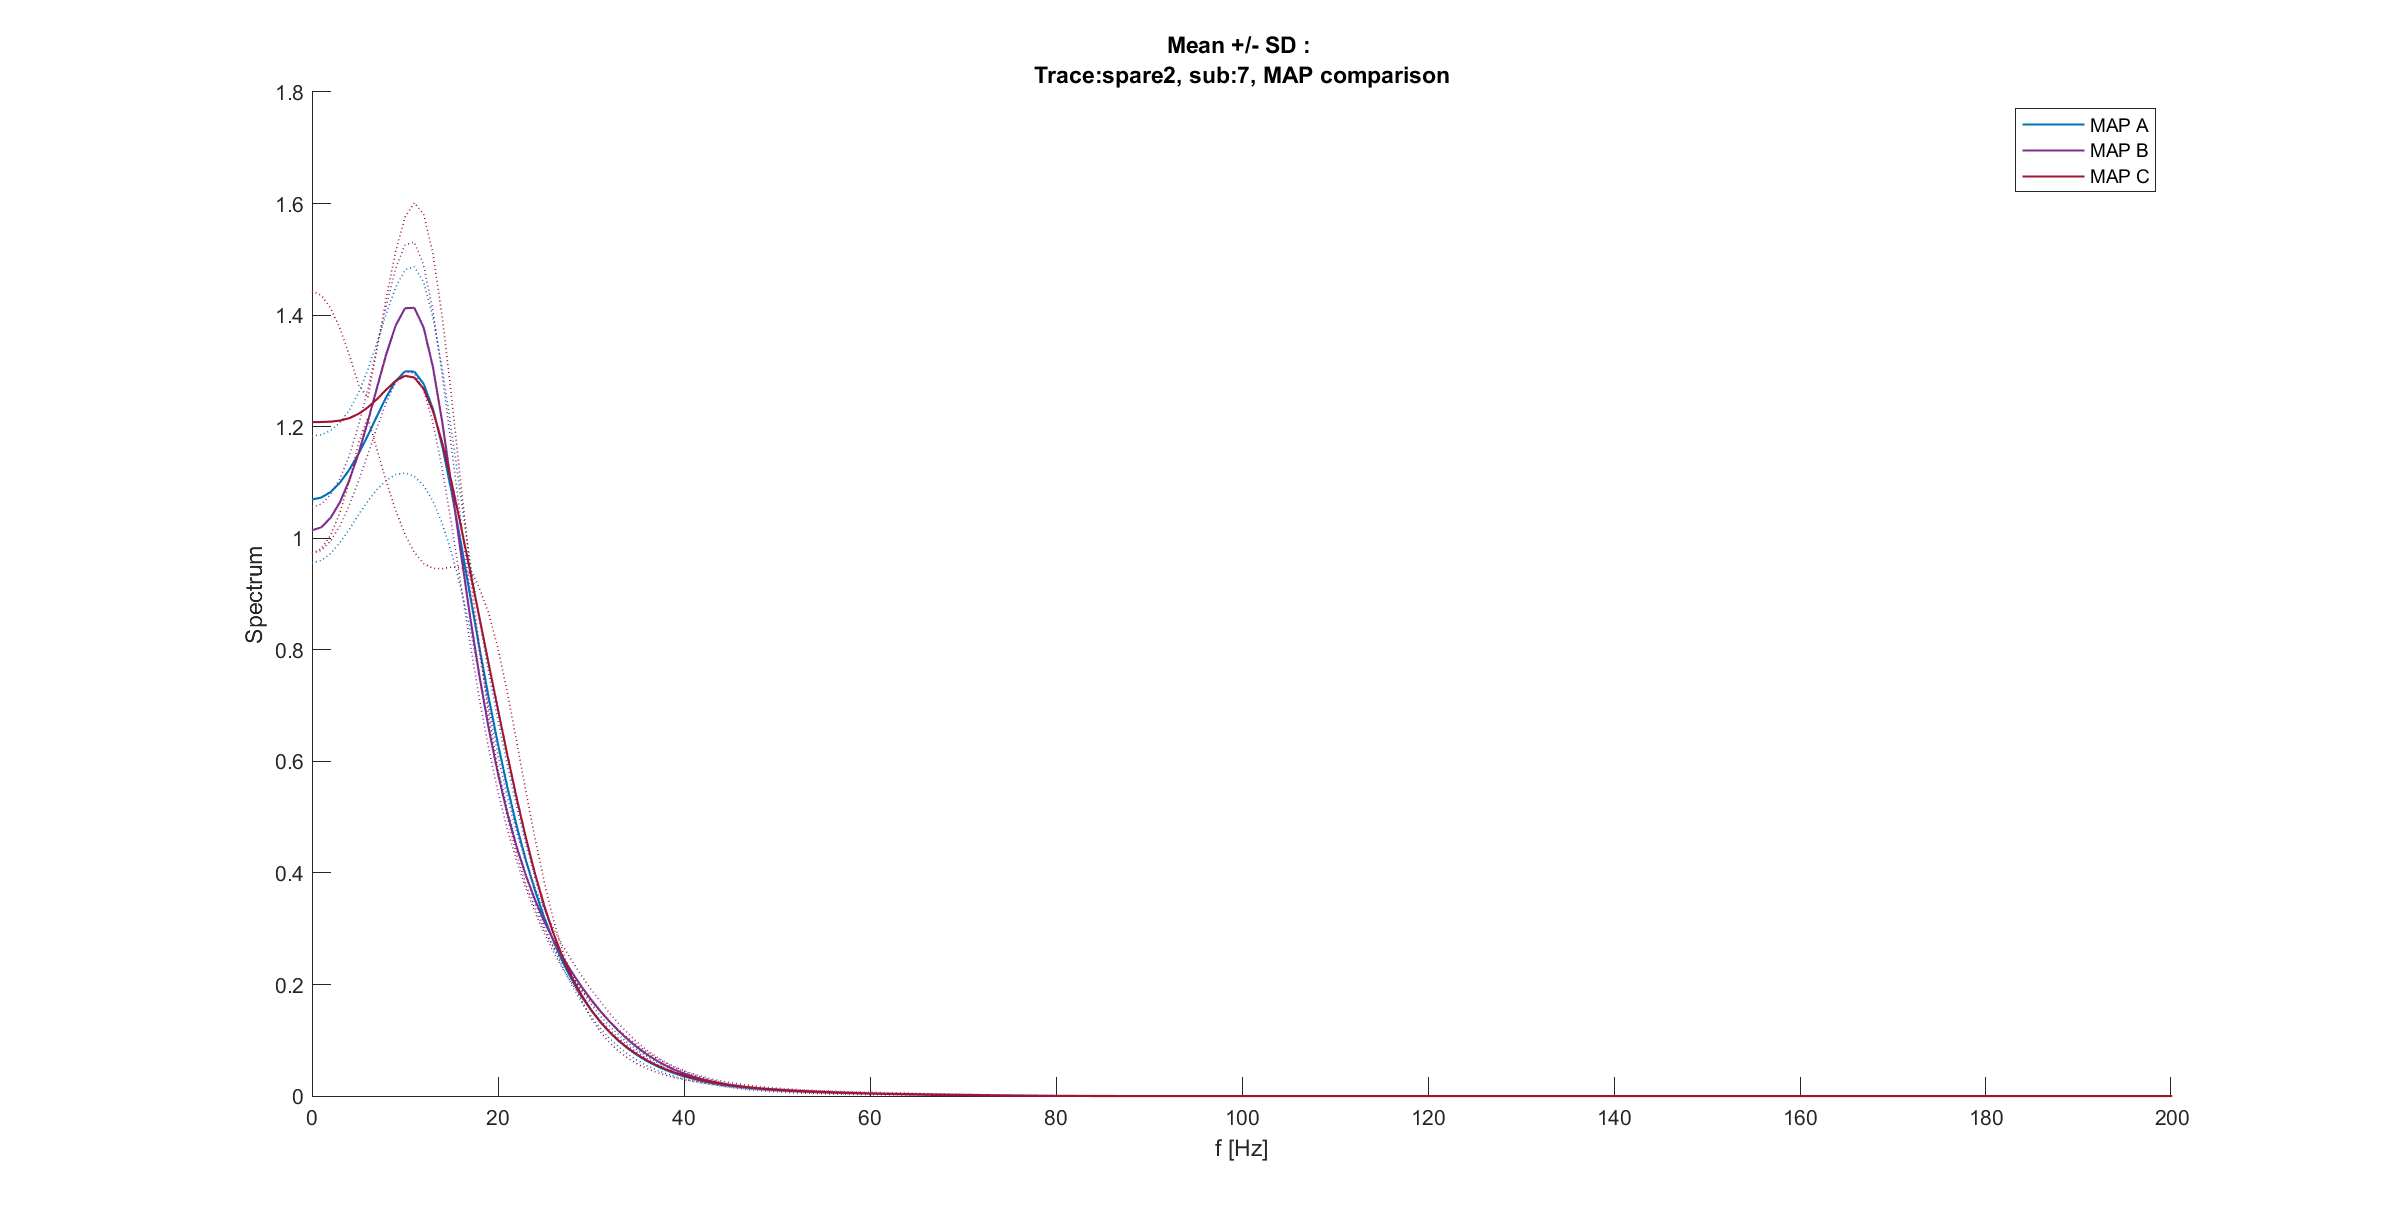 Mean +/- SD :
Trace:spare2, sub:7, MAP comparison
MAP A
MAP B
MAP C
1.8
1.6
1.4
1.2
1
0.8
0.6
0.4
0.2
0
Spectrum
0 20 40 60 80 100 120 140 160 180 200
f [Hz]